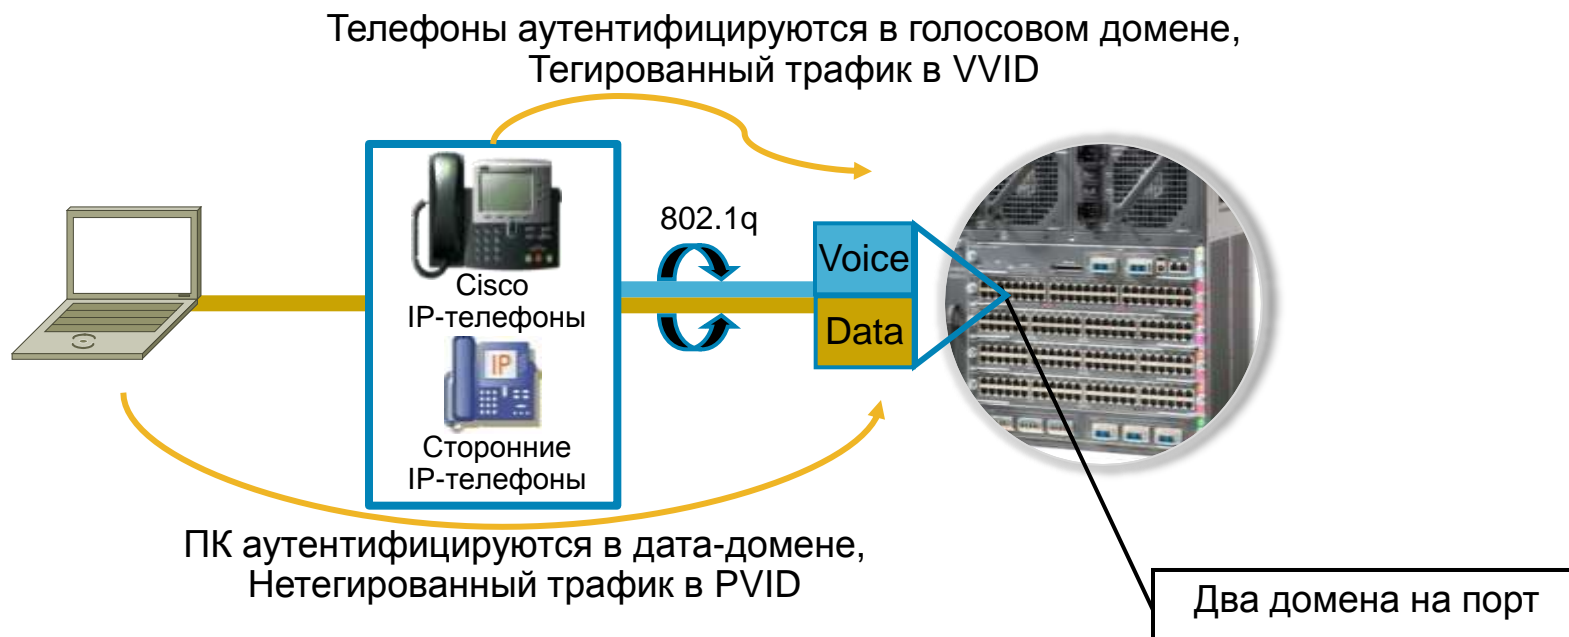 Телефоны аутентифицируются в голосовом домене,
Тегированный трафик в VVID
802.1q
Cisco
IP-телефоны
IP
Сторонние
IP-телефоны
Voice
Data
ПК аутентифицируются в дата-домене,
Нетегированный трафик в PVID
Два домена на порт